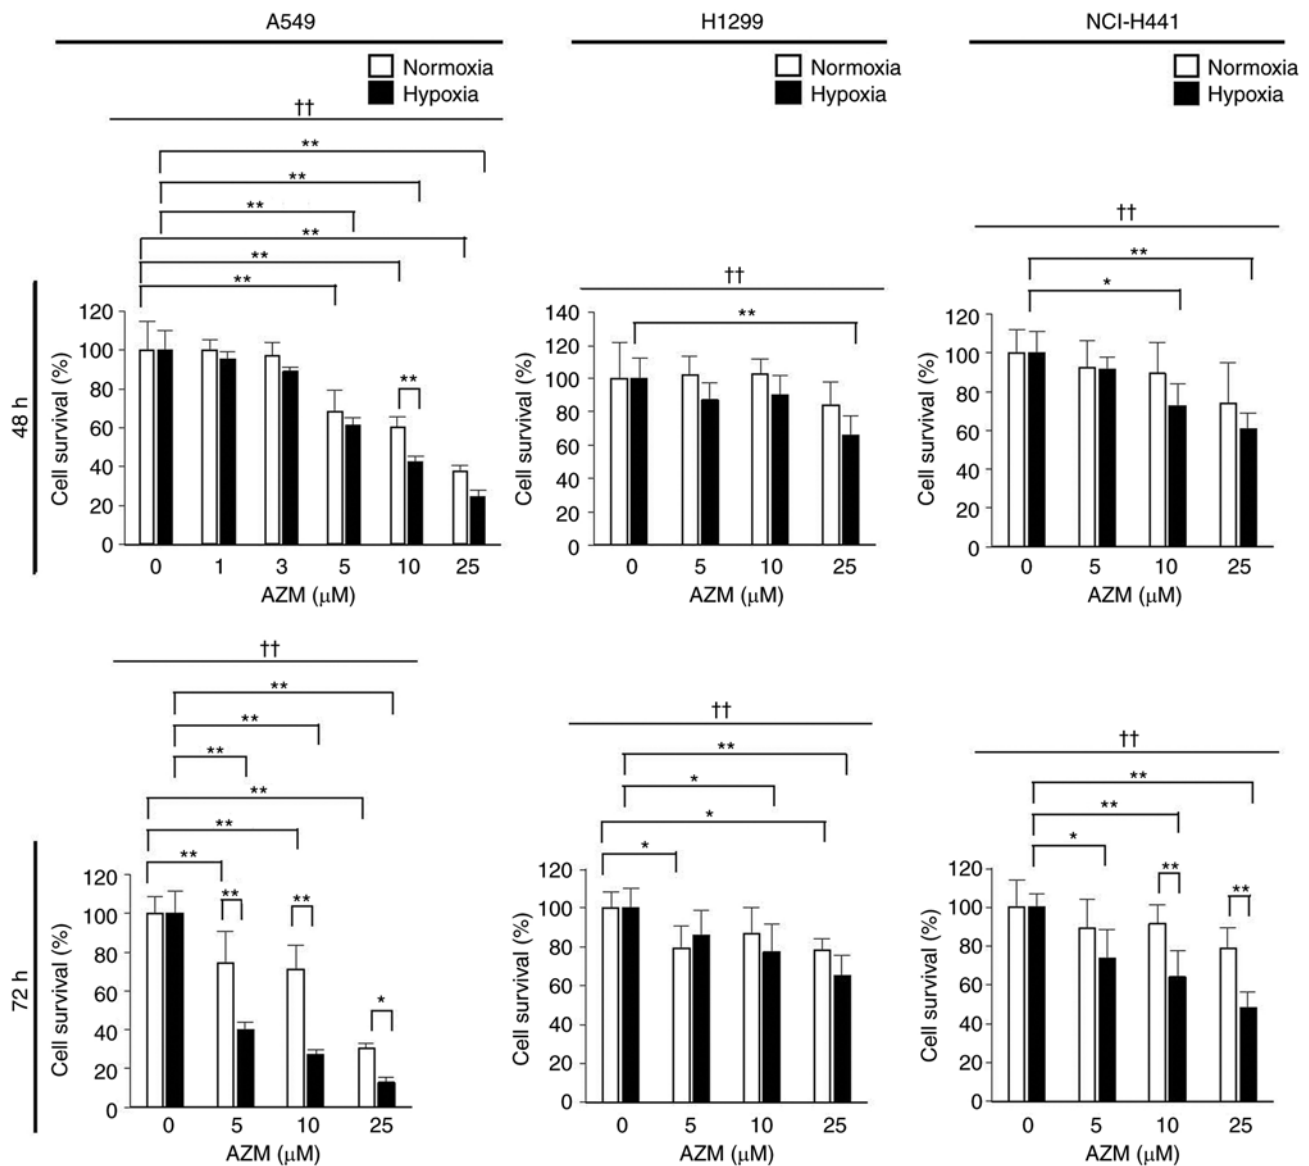 A549
H1299
NCI-H441
Normoxia
Hypoxia
Normoxia
Hypoxia
Normoxia
Hypoxia
48 h
††
**
**
**
**
**
**
**
Cell survival (%)
120
100
80
60
40
20
0
0 1 3 5 10 25
AZM (μM)
††
**
Cell survival (%)
140
120
100
80
60
40
20
0
0 5 10 25
AZM (μM)
††
**
*
Cell survival (%)
120
100
80
60
40
20
0
0 5 10 25
AZM (μM)
72 h
††
**
**
**
**
**
**
**
**
*
Cell survival (%)
120
100
80
60
40
20
0
0 5 10 25
AZM (μM)
††
**
*
*
*
Cell survival (%)
120
100
80
60
40
20
0
0 5 10 25
AZM (μM)
††
**
**
*
**
**
Cell survival (%)
120
100
80
60
40
20
0
0 5 10 25
AZM (μM)